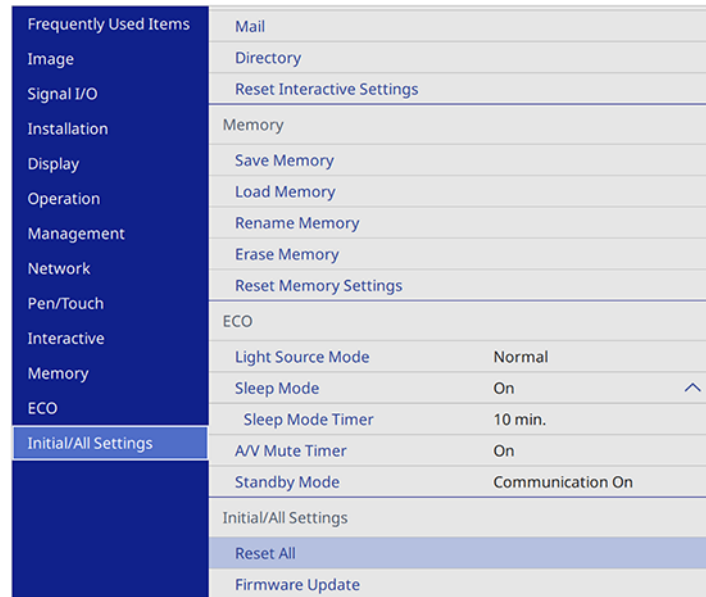 Frequently Used Items
Image
Signal I/O
Installation
Display
Operation
Management
Network
Pen/Touch
Interactive
Memory
ECO
Initial/All Settings
Mail
Directory
Reset Interactive Settings
Memory
Save Memory
Load Memory
Rename Memory
Erase Memory
Reset Memory Settings
ECO
Light Source Mode Normal
Sleep Mode On
Sleep Mode Timer 10 min.
A/V Mute Timer On
Standby Mode Communication On
Initial/All Settings
Reset All
Firmware Update